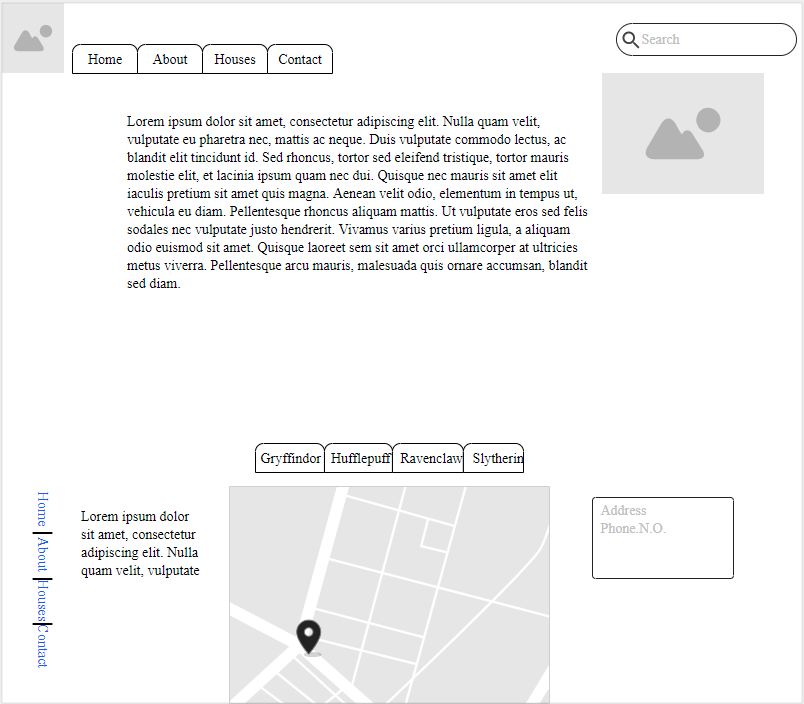 Home About Houses Contact
Search
Lorem ipsum dolor sit amet, consectetur adipiscing elit. Nulla quam velit,
vulputate eu pharetra nec, mattis ac neque. Duis vulputate commodo lectus, ac
blandit elit tincidunt id. Sed rhoncus, tortor sed eleifend tristique, tortor mauris
molestie elit, et lacinia ipsum quam nec dui. Quisque nec mauris sit amet elit
iaculis pretium sit amet quis magna. Aenean velit odio, elementum in tempus ut,
vehicula eu diam. Pellentesque rhoncus aliquam mattis. Ut vulputate eros sed felis
sodales nec vulputate justo hendrerit. Vivamus varius pretium ligula, a aliquam
odio euismod sit amet. Quisque laoreet sem sit amet orci ullamcorper at ultricies
metus viverra. Pellentesque arcu mauris, malesuada quis ornare accumsan, blandit
sed diam.
Gryffindor Hufflepuff Ravenclaw Slytherin
Home About Houses Contact
Lorem ipsum dolor
sit amet, consectetur
adipiscing elit. Nulla
quam velit, vulputate
Address
Phone.N.O.